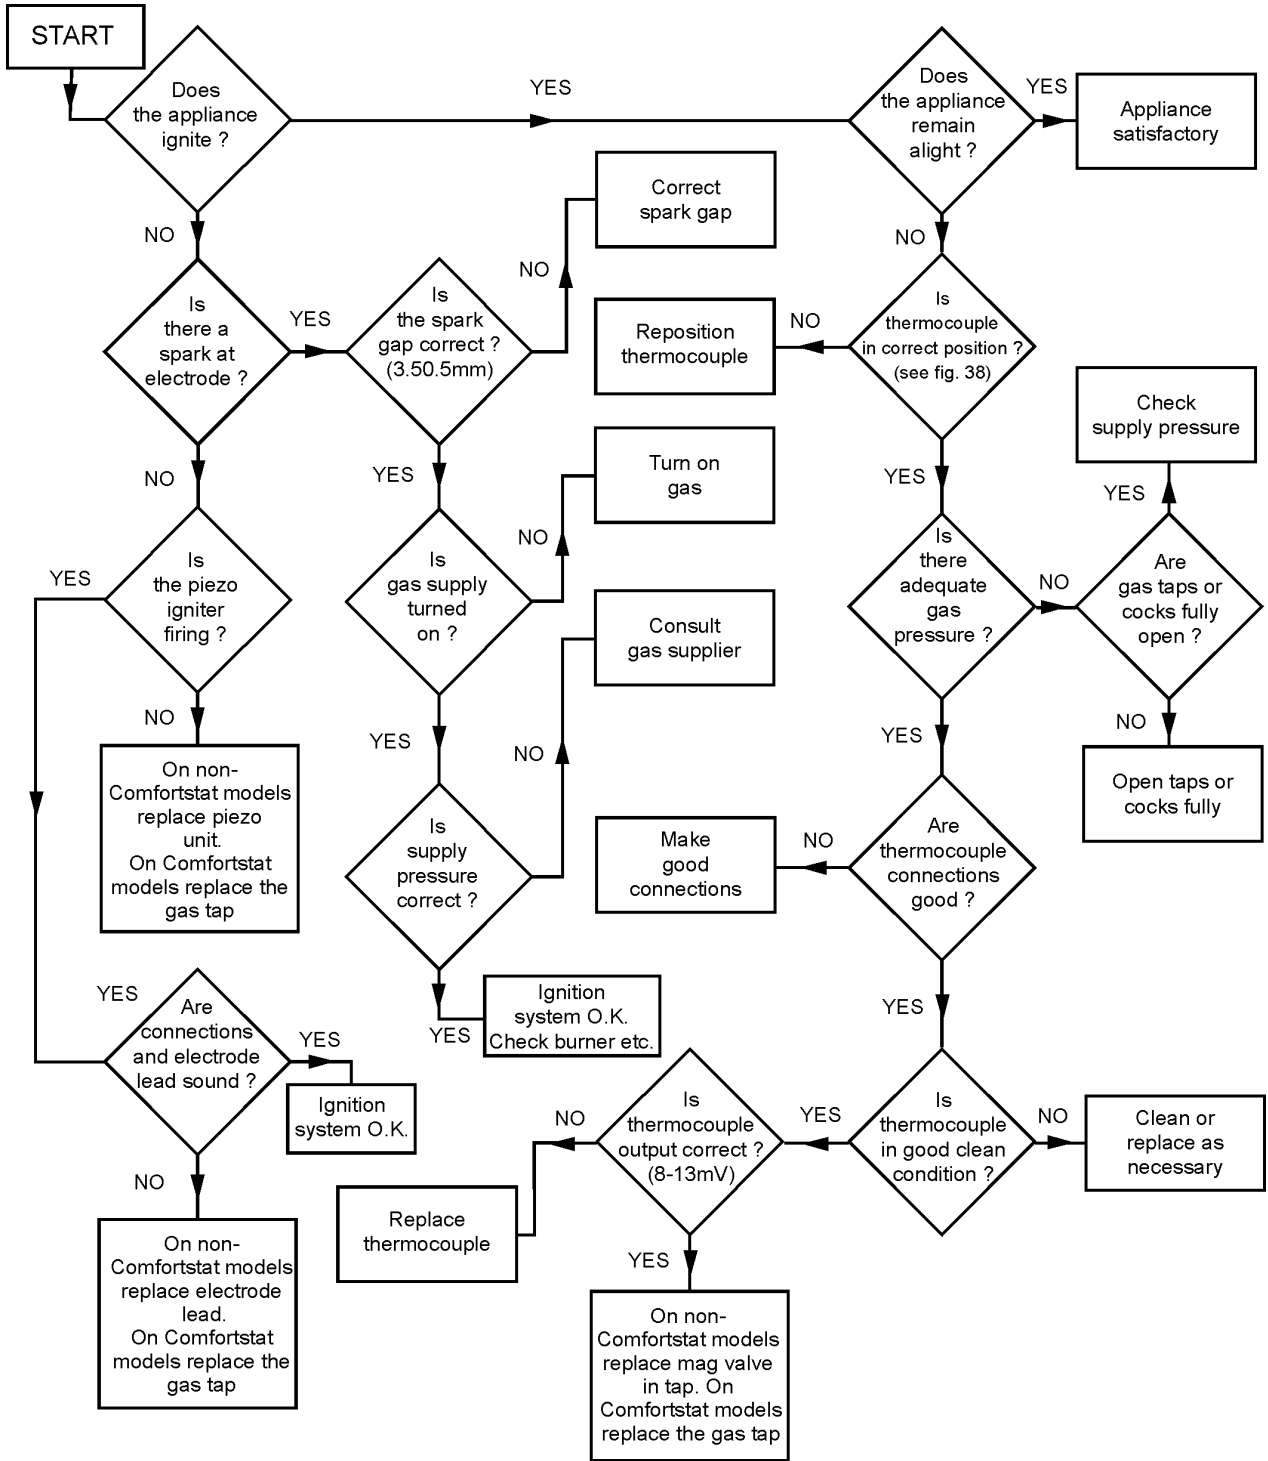 START
Does
the appliance
ignite ?
YES
Does
the appliance
remain
alight ?
YES
Appliance
satisfactory
NO
Correct
spark gap
NO
NO
Is
there a
spark at
electrode ?
YES
Is
the spark
gap correct ?
(3.50.5mm)
Reposition
thermocouple
NO
Is
thermocouple
in correct position ?
(see fig. 38)
Check
supply pressure
NO
YES
Turn on
gas
YES
YES
NO
Is
the piezo
igniter
firing ?
YES
Is
gas supply
turned
on ?
Is
there
adequate
gas
pressure ?
NO
Are
gas taps or
cocks fully
open ?
Consult
gas supplier
NO
YES
NO
YES
NO
On non-
Comfortstat models
replace piezo
unit.
On Comfortstat
models replace the
gas tap
Is
supply
pressure
correct ?
Make
good
connections
NO
Are
thermocouple
connections
good ?
Open taps or
cocks fully
YES
Are
connections
and electrode
lead sound ?
YES
Ignition
system O.K.
YES
Ignition
system O.K.
Check burner etc.
YES
NO
Is
thermocouple
output correct ?
(8-13mV)
YES
Is
thermocouple
in good clean
condition ?
NO
Clean or
replace as
necessary
NO
Replace
thermocouple
YES
On non-
Comfortstat models
replace electrode
lead.
On Comfortstat
models replace the
gas tap
On non-
Comfortstat models
replace mag valve
in tap. On
Comfortstat models
replace the gas tap